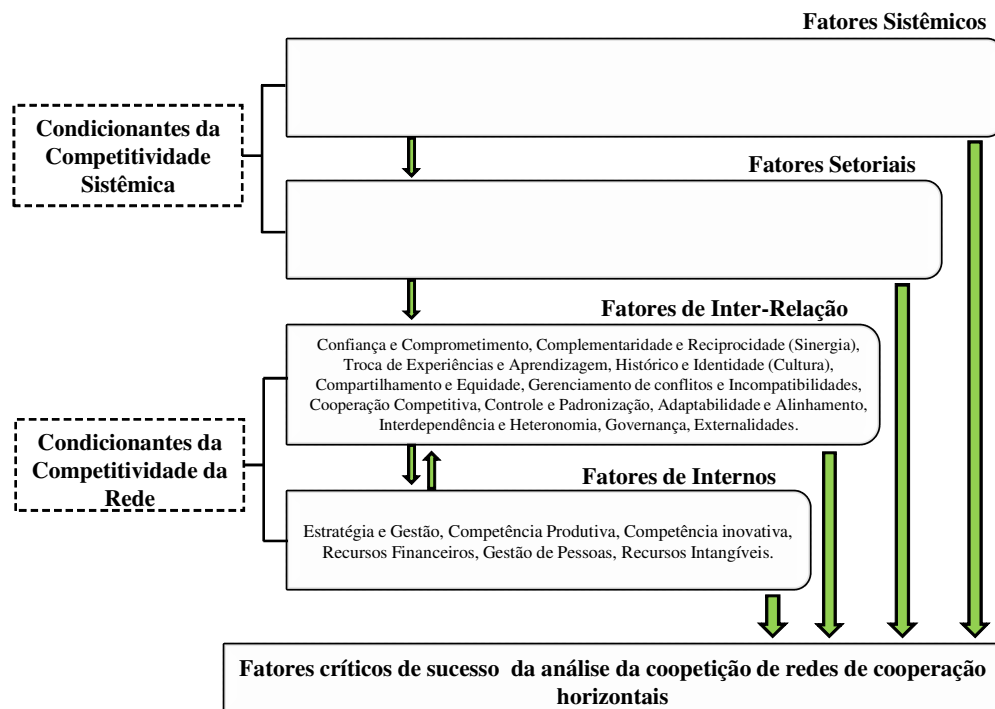 Fatores Sistêmicos
Condicionantes da
Competitividade
Sistêmica
Fatores Setoriais
Fatores de Inter-Relação
Confiança e Comprometimento, Complementaridade e Reciprocidade (Sinergia),
Troca de Experiências e Aprendizagem, Histórico e Identidade (Cultura),
Compartilhamento e Equidade, Gerenciamento de conflitos e Incompatibilidades,
Cooperação Competitiva, Controle e Padronização, Adaptabilidade e Alinhamento,
Interdependência e Heteronomia, Governança, Externalidades.
Condicionantes da
Competitividade da
Rede
Fatores de Internos
Estratégia e Gestão, Competência Produtiva, Competência inovativa,
Recursos Financeiros, Gestão de Pessoas, Recursos Intangíveis.
Fatores críticos de sucesso da análise da coopetição de redes de cooperação
horizontais